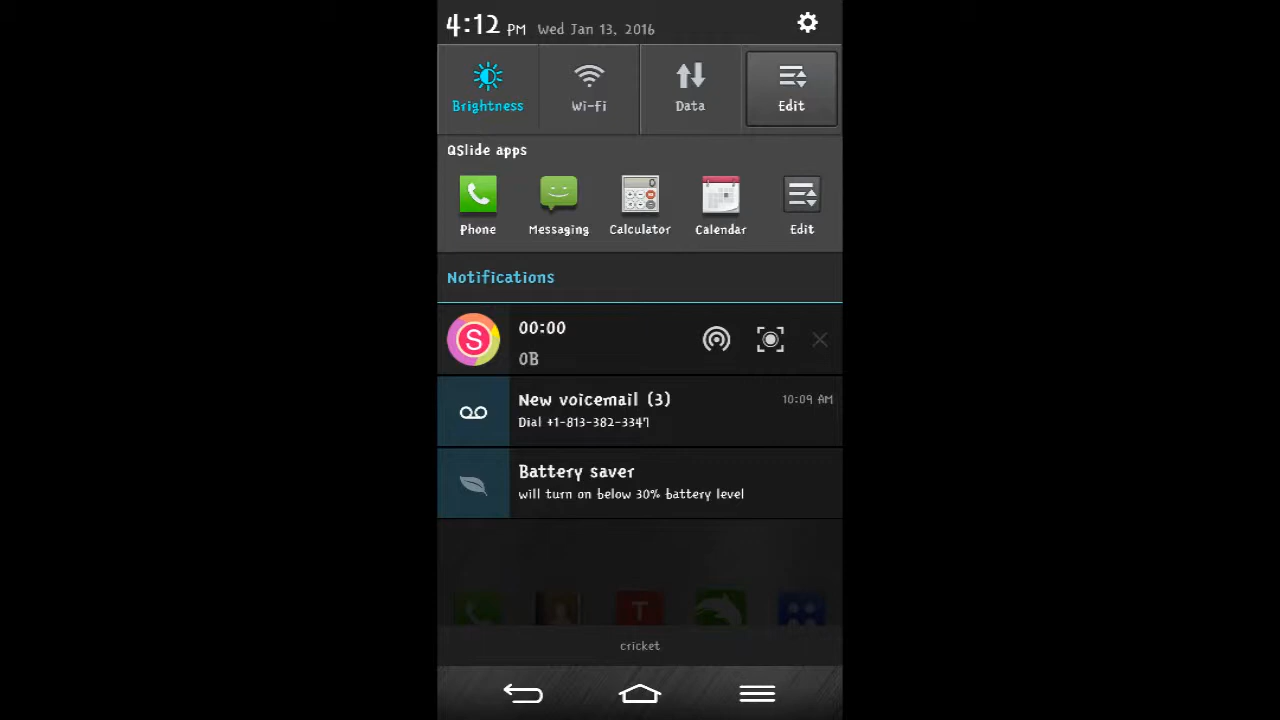 4:12 PM Wed Jan 13, 2016
Brightness Wi-Fi Data Edit
QSlide apps
0
Phone Messaging Calculator Calendar Edit
Notifications
S 00:00
0B
New voicemail (3) 10:09 AM
Dial +1-813-382-3347
Battery saver
will turn on below 30% battery level
T
cricket